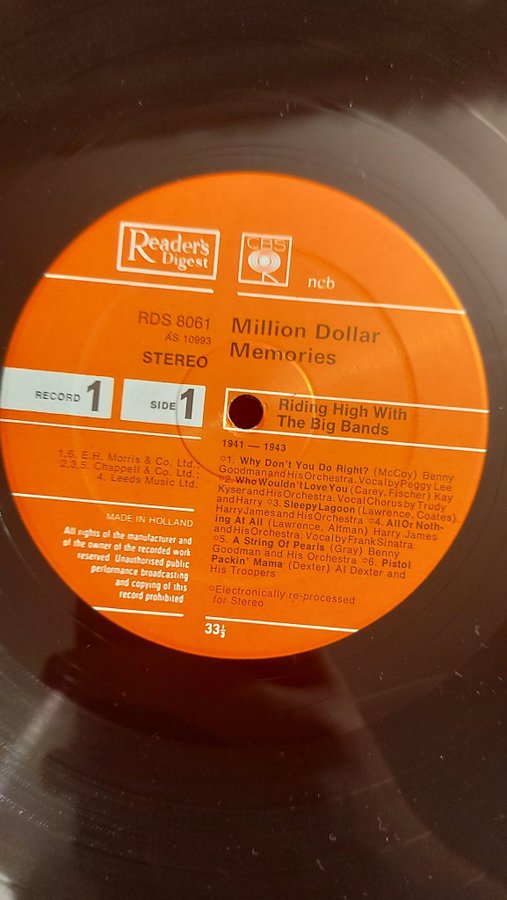 Reader's
Digest
CBS
ncb
RDS 8061
AS 10993
STEREO
Million Dollar
Memories
RECORD 1
SIDE 1
Riding High With
The Big Bands
1941 — 1943
1,6. E.H. Morris & Co. Ltd.;
2,3,5. Chappell & Co. Ltd.;
4. Leeds Music Ltd.
MADE IN HOLLAND
All rights of the manufacturer and
of the owner of the recorded work
reserved. Unauthorised public
performance broadcasting
and copying of this
record prohibited
°1. Why Don't You Do Right? (McCoy) Benny
Goodman and His Orchestra. Vocal by Peggy Lee
°2. Who Wouldn't Love You (Carey, Fischer) Kay
Kyser and His Orchestra. Vocal Chorus by Trudy
and Harry °3. Sleepy Lagoon (Lawrence, Coates)
Harry James and His Orchestra °4. All Or Noth-
ing At All (Lawrence, Altman) Harry James
and His Orchestra. Vocal by Frank Sinatra
°5. A String Of Pearls (Gray) Benny
Goodman and His Orchestra °6. Pistol
Packin' Mama (Dexter) Al Dexter and
His Troopers
°Electronically re-processed
for Stereo
33⅓